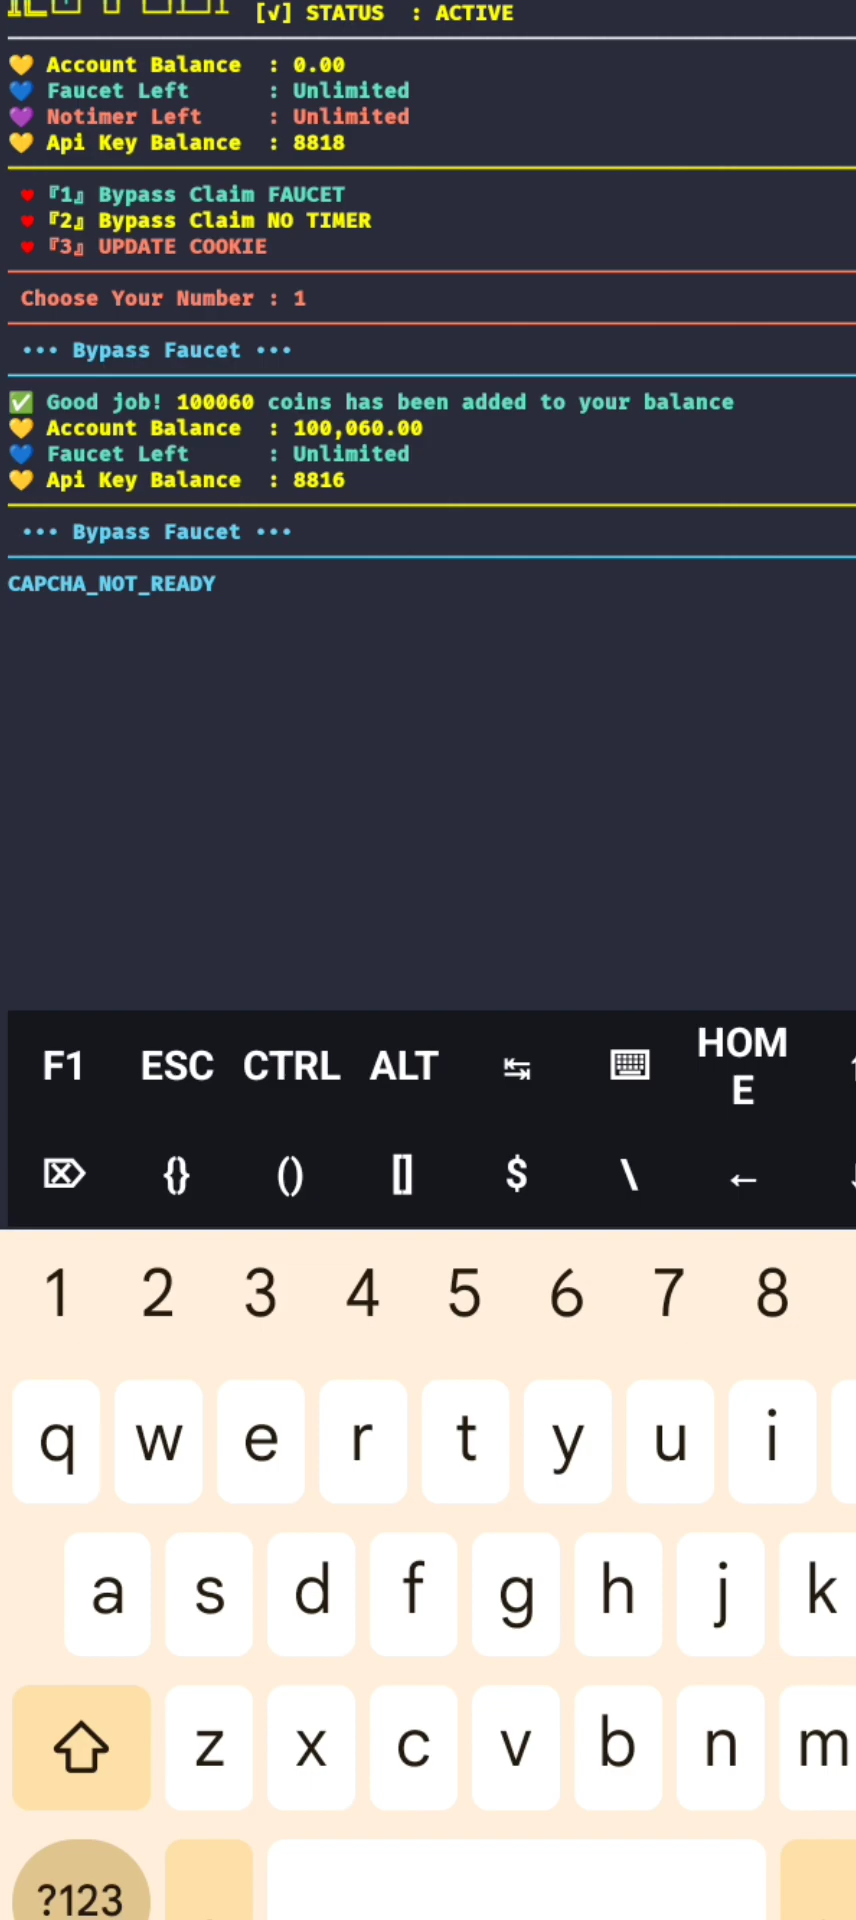 [√] STATUS : ACTIVE
💛 Account Balance : 0.00
💙 Faucet Left : Unlimited
💜 Notimer Left : Unlimited
💛 Api Key Balance : 8818
♥ 『1』 Bypass Claim FAUCET
♥ 『2』 Bypass Claim NO TIMER
♥ 『3』 UPDATE COOKIE
Choose Your Number : 1
••• Bypass Faucet •••
✅ Good job! 100060 coins has been added to your balance
💛 Account Balance : 100,060.00
💙 Faucet Left : Unlimited
💛 Api Key Balance : 8816
••• Bypass Faucet •••
CAPCHA_NOT_READY
F1 ESC CTRL ALT ↹ ⌨ HOM
E
⌦ {} () [] $ \ ←
1 2 3 4 5 6 7 8
q w e r t y u i
a s d f g h j k
z x c v b n m
?123